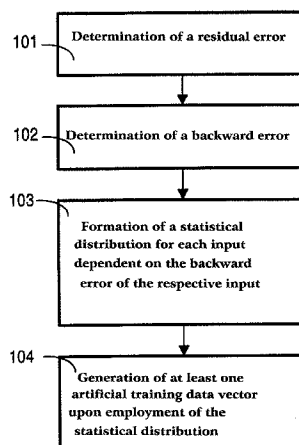 101
Determination of a residual error
102
Determination of a backward error
103
Formation of a statistical
distribution for each input
dependent on the backward
error of the respective input
104
Generation of at least one
artificial training data vector
upon employment of the
statistical distribution